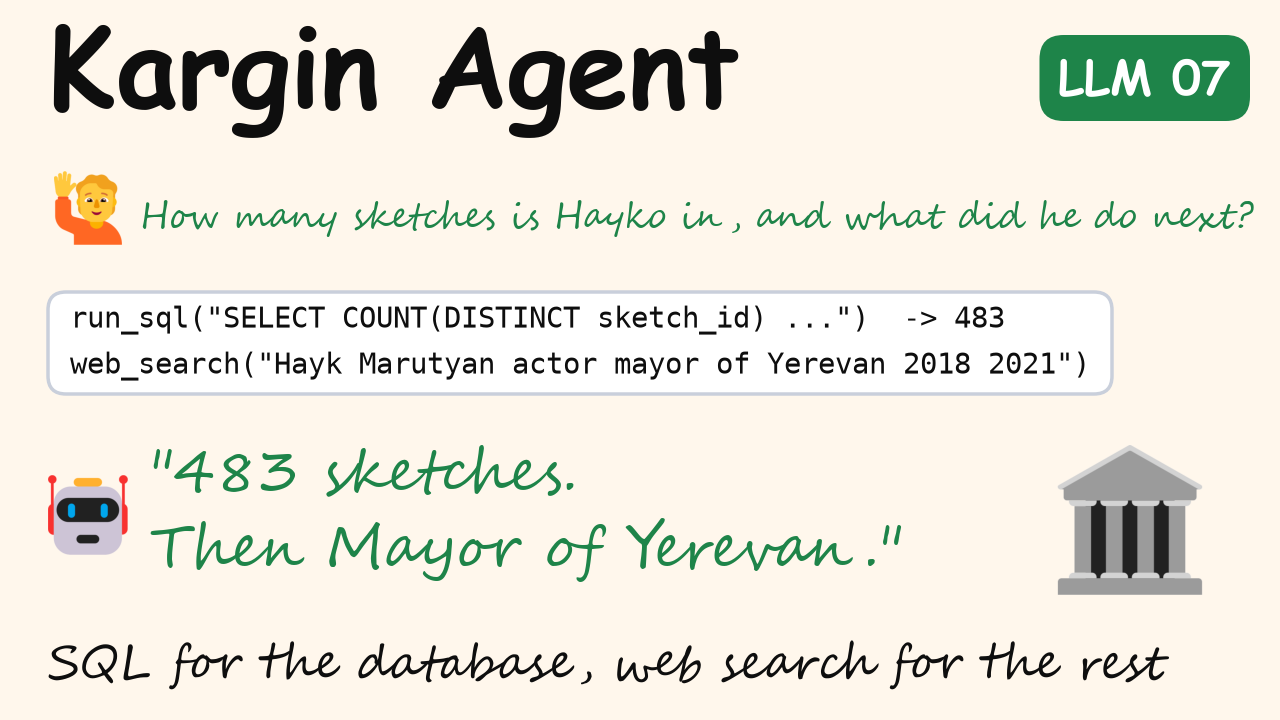 Kargin Agent
LLM 07
How many sketches is Hayko in, and what did he do next?
run_sql("SELECT COUNT(DISTINCT sketch_id) ...")  -> 483
web_search("Hayk Marutyan actor mayor of Yerevan 2018 2021")
"483 sketches.
Then Mayor of Yerevan."
SQL for the database, web search for the rest